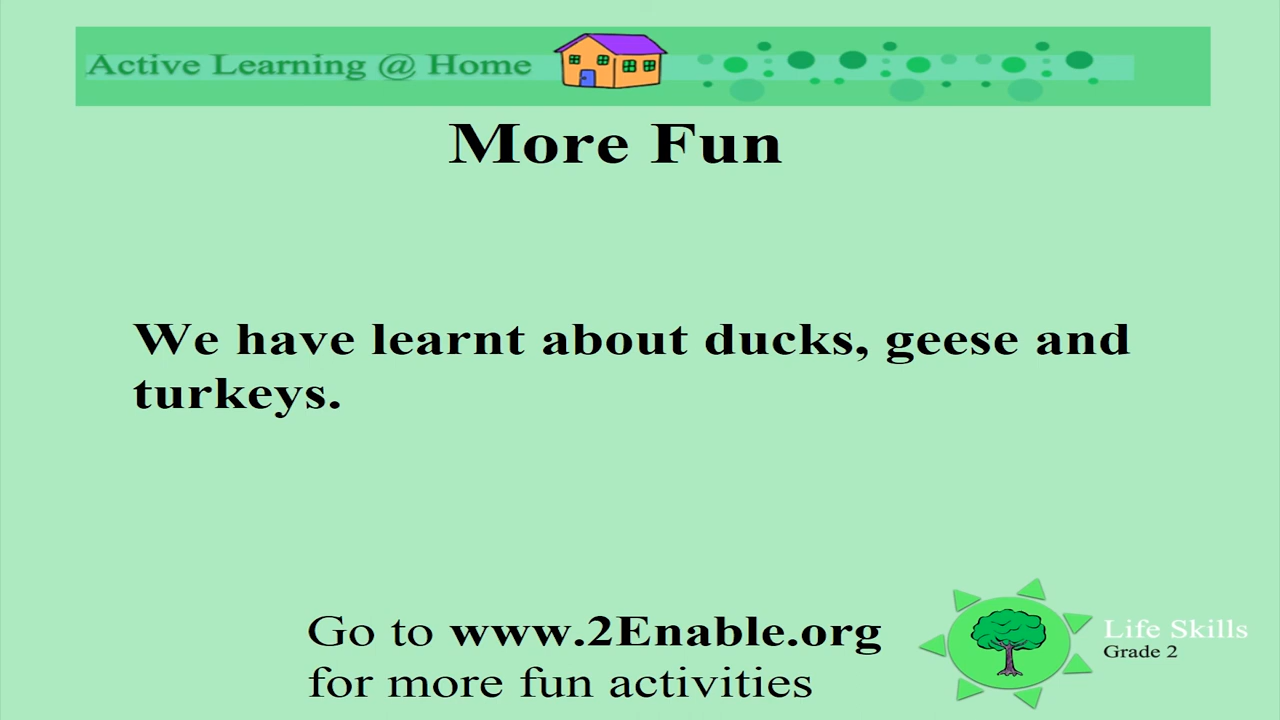 Active Learning @ Home
More Fun
We have learnt about ducks, geese and
turkeys.
Go to www.2Enable.org
for more fun activities
Life Skills
Grade 2